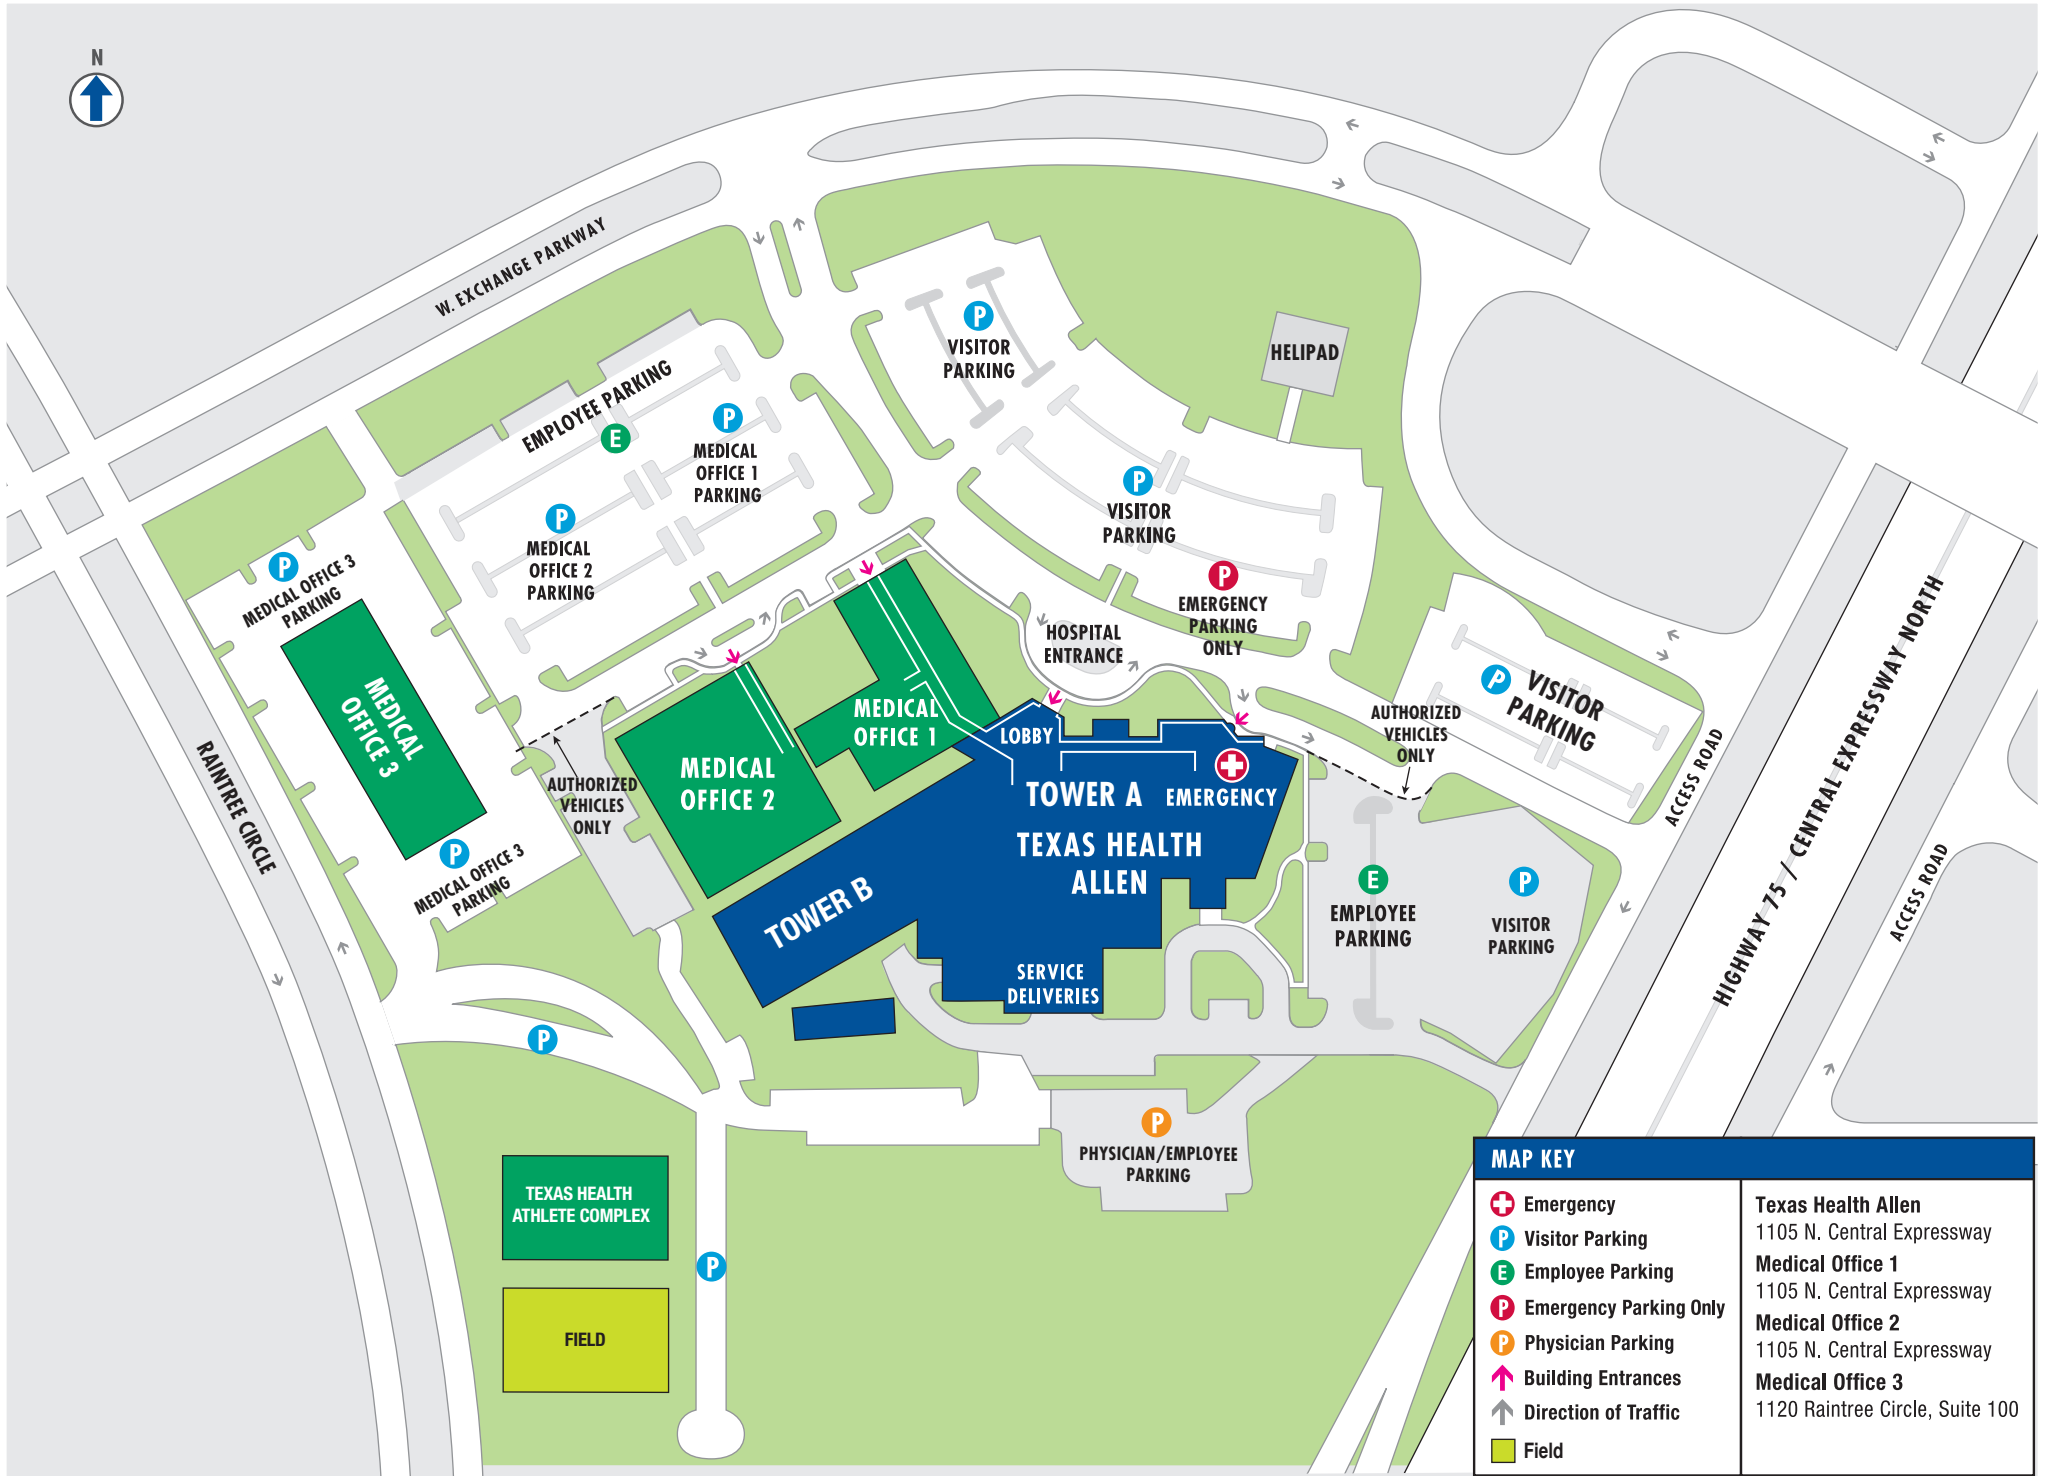 N
W. EXCHANGE PARKWAY
P
VISITOR
PARKING
HELIPAD
EMPLOYEE PARKING
E
P
MEDICAL
OFFICE 1
PARKING
P
MEDICAL
OFFICE 2
PARKING
P
VISITOR
PARKING
P
MEDICAL OFFICE 3
PARKING
P
EMERGENCY
PARKING
ONLY
HOSPITAL
ENTRANCE
MEDICAL
OFFICE 3
P
VISITOR
PARKING
AUTHORIZED
VEHICLES
ONLY
MEDICAL
OFFICE 1
LOBBY
MEDICAL
OFFICE 2
AUTHORIZED
VEHICLES
ONLY
TOWER A
EMERGENCY
TEXAS HEALTH
ALLEN
TOWER B
RAINTREE CIRCLE
ACCESS ROAD
HIGHWAY 75 / CENTRAL EXPRESSWAY NORTH
ACCESS ROAD
P
MEDICAL OFFICE 3
PARKING
E
EMPLOYEE
PARKING
P
VISITOR
PARKING
SERVICE
DELIVERIES
P
P
PHYSICIAN/EMPLOYEE
PARKING
TEXAS HEALTH
ATHLETE COMPLEX
P
FIELD
MAP KEY
Emergency
P Visitor Parking
E Employee Parking
P Emergency Parking Only
P Physician Parking
Building Entrances
Direction of Traffic
Field
Texas Health Allen
1105 N. Central Expressway
Medical Office 1
1105 N. Central Expressway
Medical Office 2
1105 N. Central Expressway
Medical Office 3
1120 Raintree Circle, Suite 100